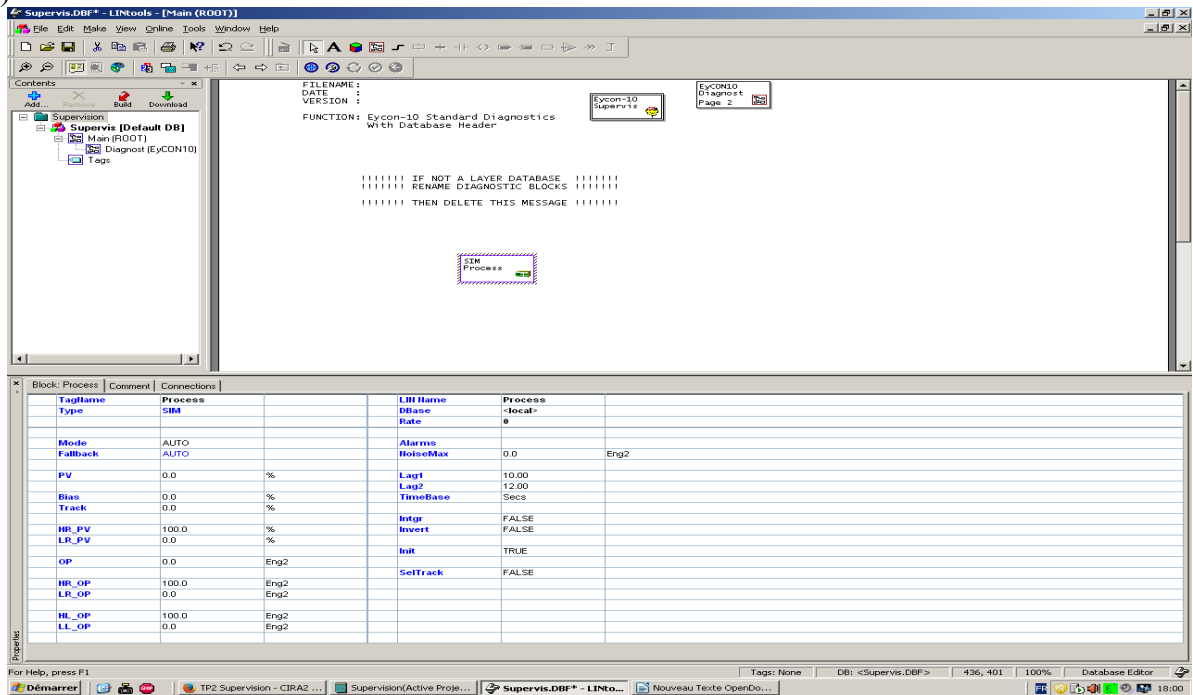 )
Supervis.DBF* - LINtools - [Main (ROOT)]
File Edit Make View Online Tools Window Help
Contents
Add... Remove Build Download
Supervision
Supervis [Default DB]
Main (ROOT)
Diagnost (EyCON10)
Tags
FILENAME:
DATE :
VERSION :
FUNCTION: Eycon-10 Standard Diagnostics
With Database Header
Eycon-10
Supervis
EyCON10
Diagnost
Page 2
!!!!!!! IF NOT A LAYER DATABASE !!!!!!!
!!!!!!! RENAME DIAGNOSTIC BLOCKS !!!!!!!
!!!!!!! THEN DELETE THIS MESSAGE !!!!!!!
SIM
Process
Block: Process Comment Connections
TagName Process LIN Name Process
Type SIM DBase <local>
Rate 0
Mode AUTO Alarms
Fallback AUTO NoiseMax 0.0 Eng2
PV 0.0 % Lag1 10.00
Lag2 12.00
Bias 0.0 % TimeBase Secs
Track 0.0 %
Intgr FALSE
HR_PV 100.0 % Invert FALSE
LR_PV 0.0 %
Init TRUE
OP 0.0 Eng2
SelTrack FALSE
HR_OP 100.0 Eng2
LR_OP 0.0 Eng2
HL_OP 100.0 Eng2
LL_OP 0.0 Eng2
Properties
For Help, press F1
Tags: None DB: <Supervis.DBF> 436, 401 100% Database Editor
Démarrer TP2 Supervision - CIRA2 ... Supervision(Active Proje... Supervis.DBF* - LINto... Nouveau Texte OpenDo... FR 18:00